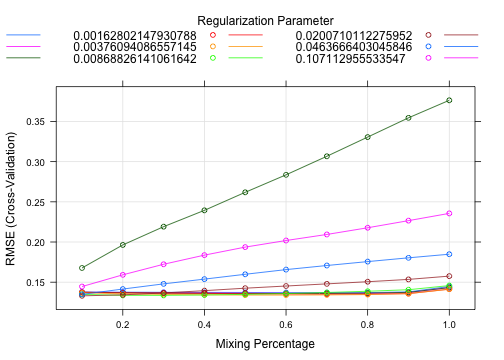 Regularization Parameter
0.00162802147930788 0.0200710112275952
0.00376094086557145 0.0463666403045846
0.00868826141061642 0.107112955533547
RMSE (Cross-Validation)
0.35
0.30
0.25
0.20
0.15
0.2 0.4 0.6 0.8 1.0
Mixing Percentage